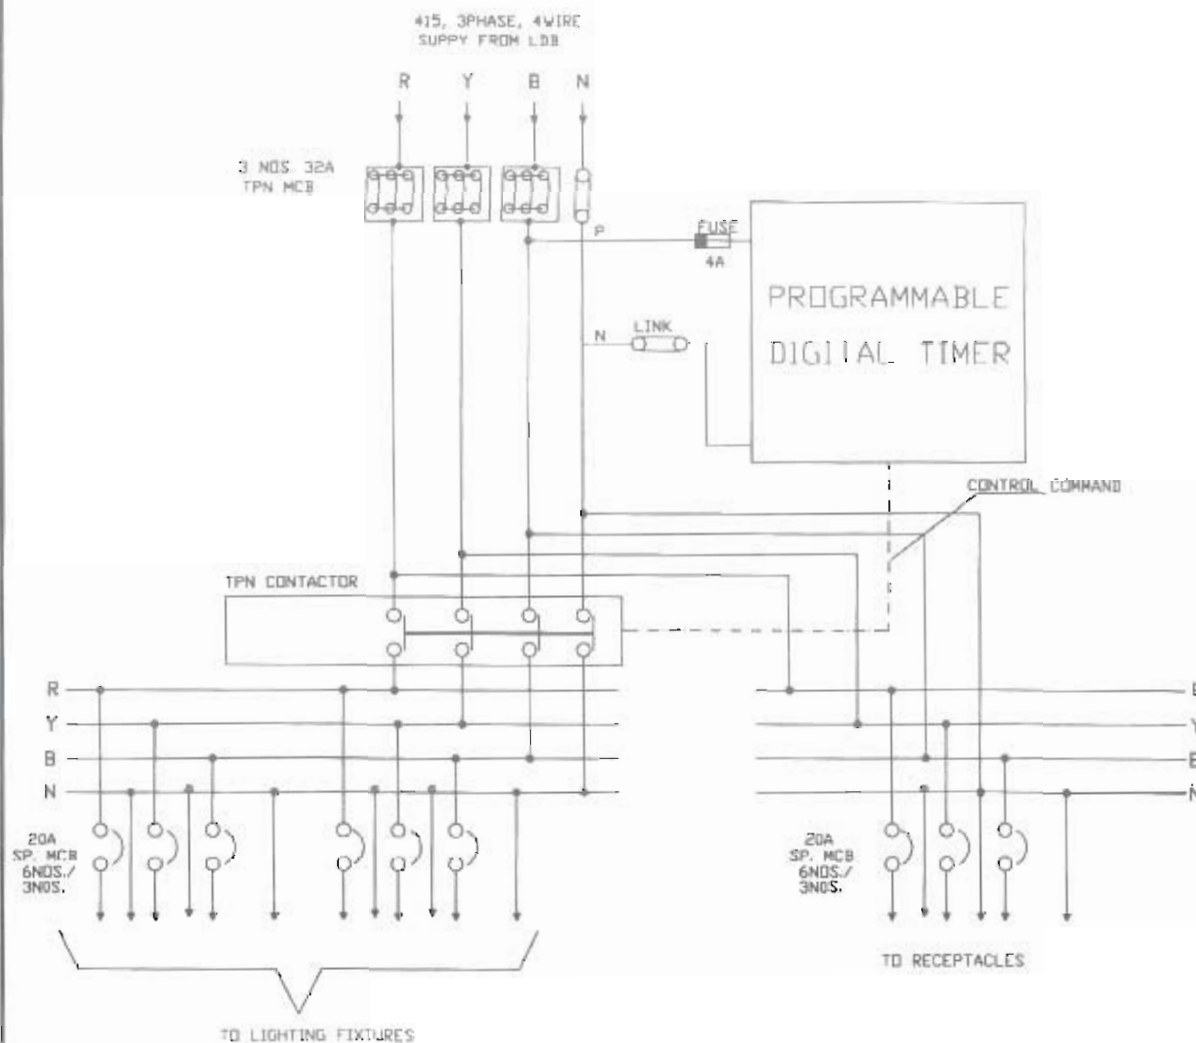 415, 3PHASE, 4WIRE
SUPPY FROM LDB
R Y B N
3 NOS. 32A
TPN MCB
P
FUSE
4A
PROGRAMMABLE
DIGITAL TIMER
N
LINK
CONTROL COMMAND
TPN CONTACTOR
R
Y
B
N
Y
N
20A
SP. MCB
6NOS./
3NOS.
20A
SP. MCB
6NOS./
3NOS.
TO RECEPTACLES
TO LIGHTING FIXTURES